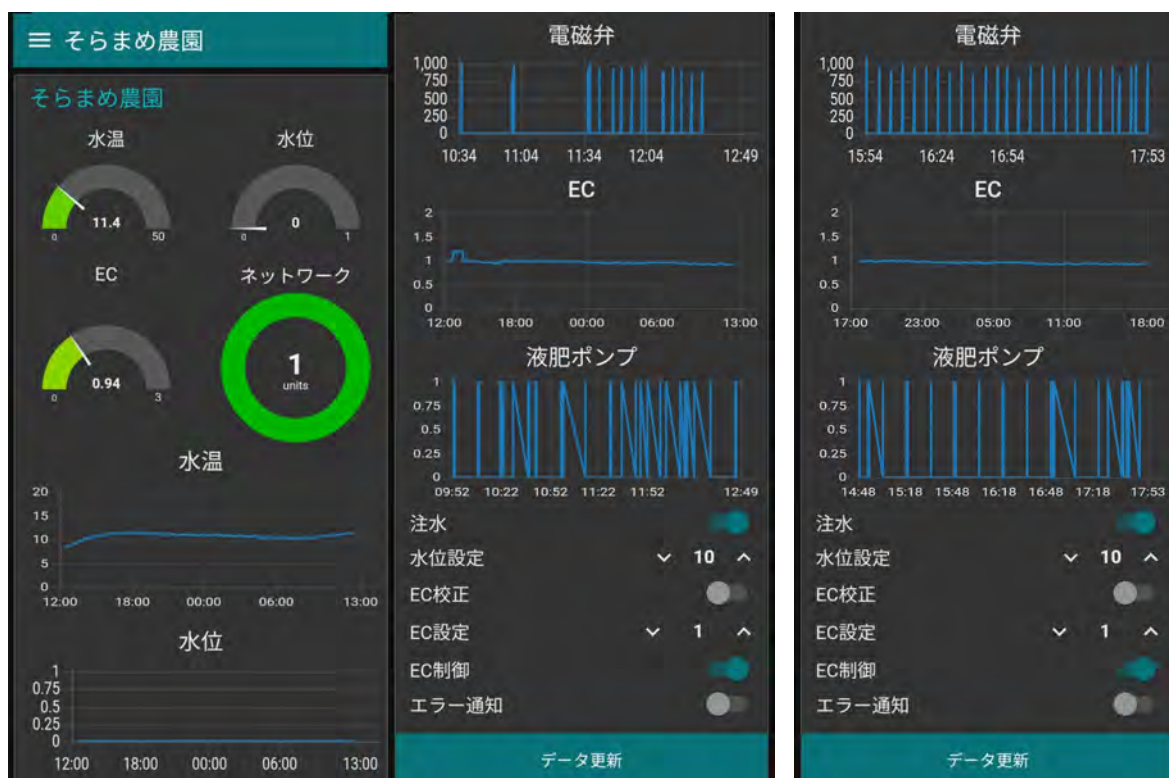 そらまめ農園
そらまめ農園
水温 水位
11.4 0
0 50 0 1
EC ネットワーク
0.94 1
units
0 3
水温
20
15
10
5
0
12:00 18:00 00:00 06:00 13:00
水位
1
0.75
0.5
0.25
0
12:00 18:00 00:00 06:00 13:00
電磁弁
1,000
750
500
250
0
10:34 11:04 11:34 12:04 12:49
EC
2
1.5
1
0.5
0
12:00 18:00 00:00 06:00 13:00
液肥ポンプ
1
0.75
0.5
0.25
0
09:52 10:22 10:52 11:22 11:52 12:49
注水
水位設定 10
EC校正
EC設定 1
EC制御
エラー通知
データ更新
電磁弁
1,000
750
500
250
0
15:54 16:24 16:54 17:53
EC
2
1.5
1
0.5
0
17:00 23:00 05:00 11:00 18:00
液肥ポンプ
1
0.75
0.5
0.25
0
14:48 15:18 15:48 16:18 16:48 17:18 17:53
注水
水位設定 10
EC校正
EC設定 1
EC制御
エラー通知
データ更新